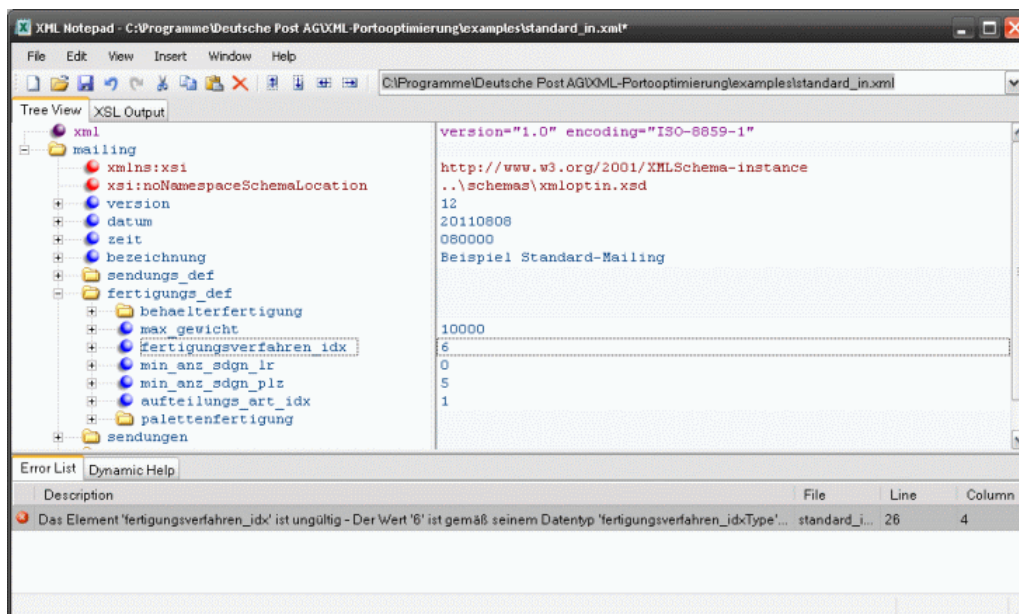 XML Notepad - C:\Programme\Deutsche Post AG\XML-Portooptimierung\examples\standard_in.xml*
File Edit View Insert Window Help
C:\Programme\Deutsche Post AG\XML-Portooptimierung\examples\standard_in.xml
Tree View XSL Output
xml version="1.0" encoding="ISO-8859-1"
mailing
xmlns:xsi http://www.w3.org/2001/XMLSchema-instance
xsi:noNamespaceSchemaLocation ..\schemas\xmloptin.xsd
version 12
datum 20110808
zeit 080000
bezeichnung Beispiel Standard-Mailing
sendungs_def
fertigungs_def
behaelterfertigung
max_gewicht 10000
fertigungsverfahren_idx 6
min_anz_sdgn_lr 0
min_anz_sdgn_plz 5
aufteilungs_art_idx 1
palettenfertigung
sendungen
Error List Dynamic Help
Description File Line Column
Das Element 'fertigungsverfahren_idx' ist ungültig - Der Wert '6' ist gemäß seinem Datentyp 'fertigungsverfahren_idxType'... standard_i... 26 4